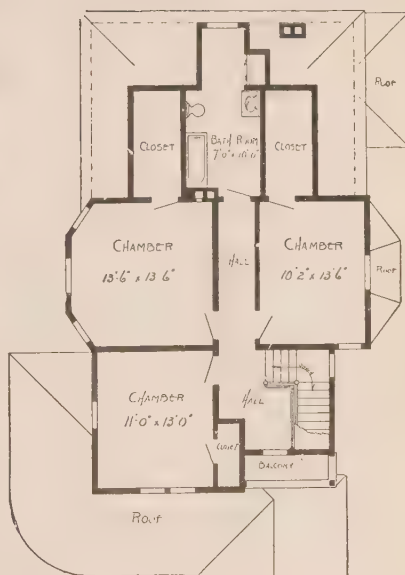 ROOF
CLOSET
BATH ROOM
7'0" x 10'0"
CLOSET
CHAMBER
13'-6" x 13'6"
HALL
CHAMBER
10'2" x 13'6"
ROOF
CHAMBER
11'-0" x 13'0"
HALL
CLOSET
BALCONY
ROOF